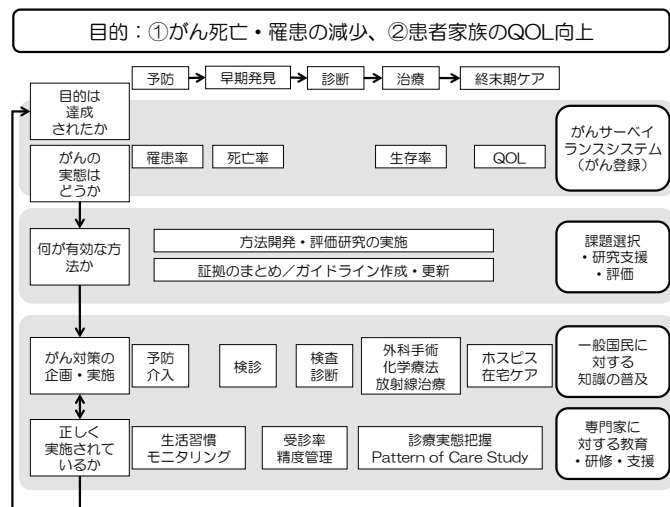 目的：①がん死亡・罹患の減少、②患者家族のQOL向上
予防
早期発見
診断
治療
終末期ケア
目的は
達成
されたか
がんの
実態は
どうか
罹患率
死亡率
生存率
QOL
がんサーベイ
ランスシステム
（がん登録）
何が有効な方
法か
方法開発・評価研究の実施
証拠のまとめ／ガイドライン作成・更新
課題選択
・研究支援
・評価
がん対策の
企画・実施
予防
介入
検診
検査
診断
外科手術
化学療法
放射線治療
ホスピス
在宅ケア
一般国民に
対する
知識の普及
正しく
実施されて
いるか
生活習慣
モニタリング
受診率
精度管理
診療実態把握
Pattern of Care Study
専門家に
対する教育
・研修・支援